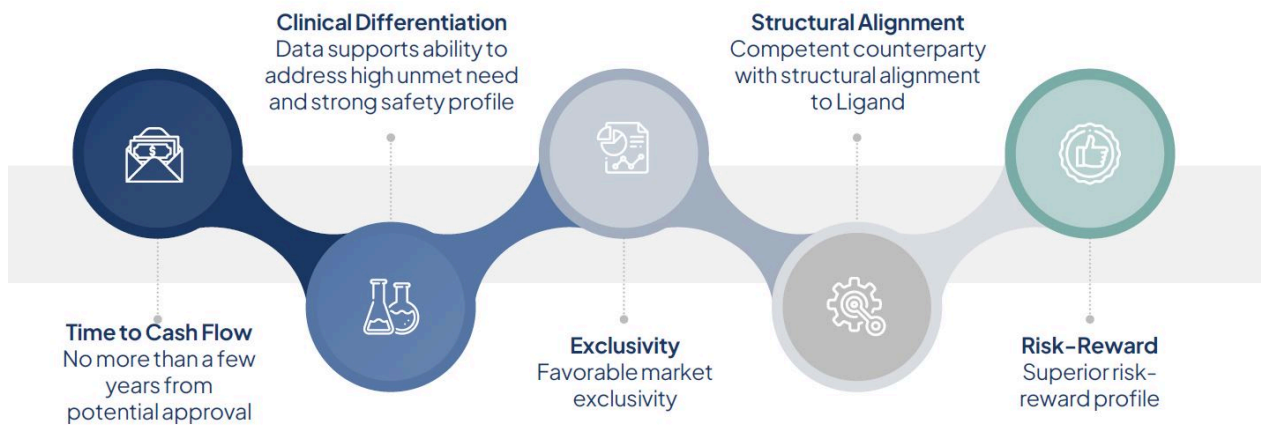 Clinical Differentiation
Data supports ability to
address high unmet need
and strong safety profile
Structural Alignment
Competent counterparty
with structural alignment
to Ligand
$
Time to Cash Flow
No more than a few
years from
potential approval
Exclusivity
Favorable market
exclusivity
Risk-Reward
Superior risk-
reward profile